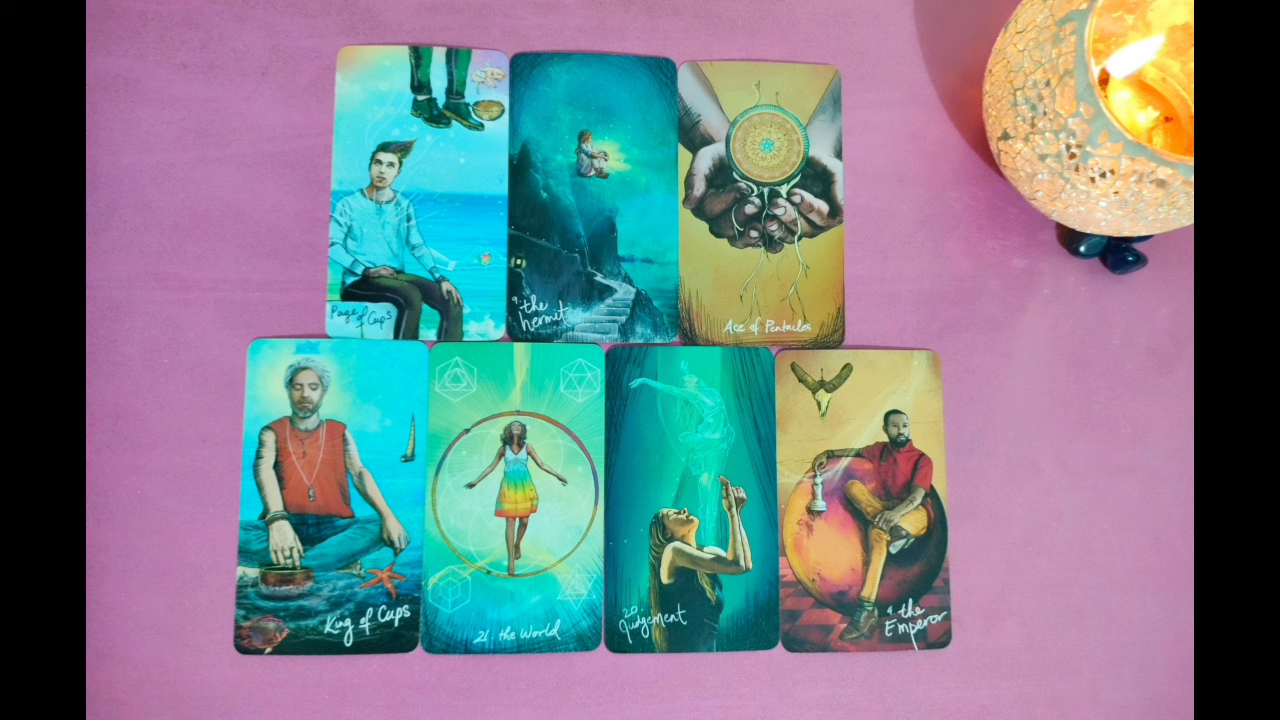 Page of Cups
9. the
hermit
Ace of Pentacles
King of Cups
21. the World
20.
Judgement
4. the
Emperor